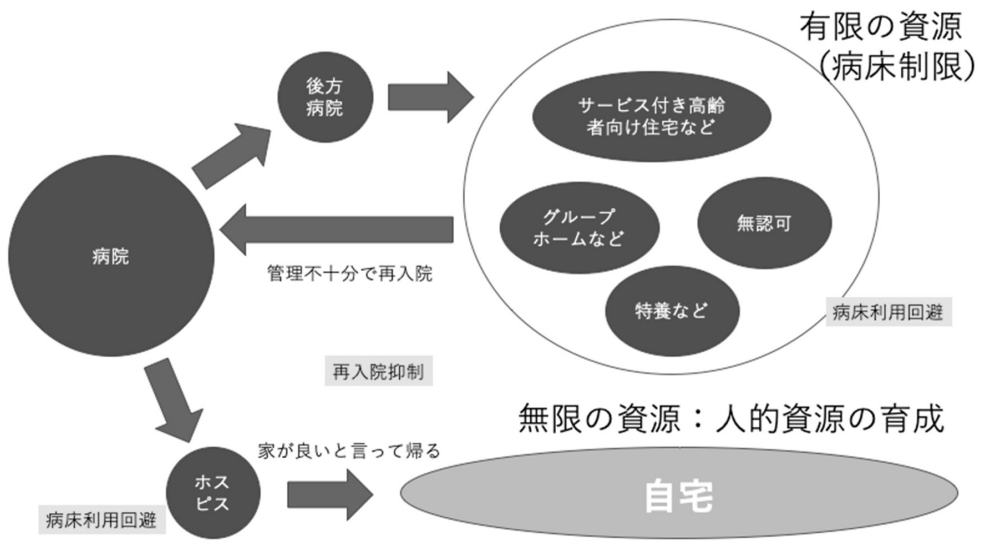 有限の資源
（病床制限）
後方
病院
サービス付き高齢
者向け住宅など
グループ
ホームなど
無認可
病院
管理不十分で再入院
特養など
病床利用回避
再入院抑制
無限の資源：人的資源の育成
家が良いと言って帰る
ホス
ピス
自宅
病床利用回避